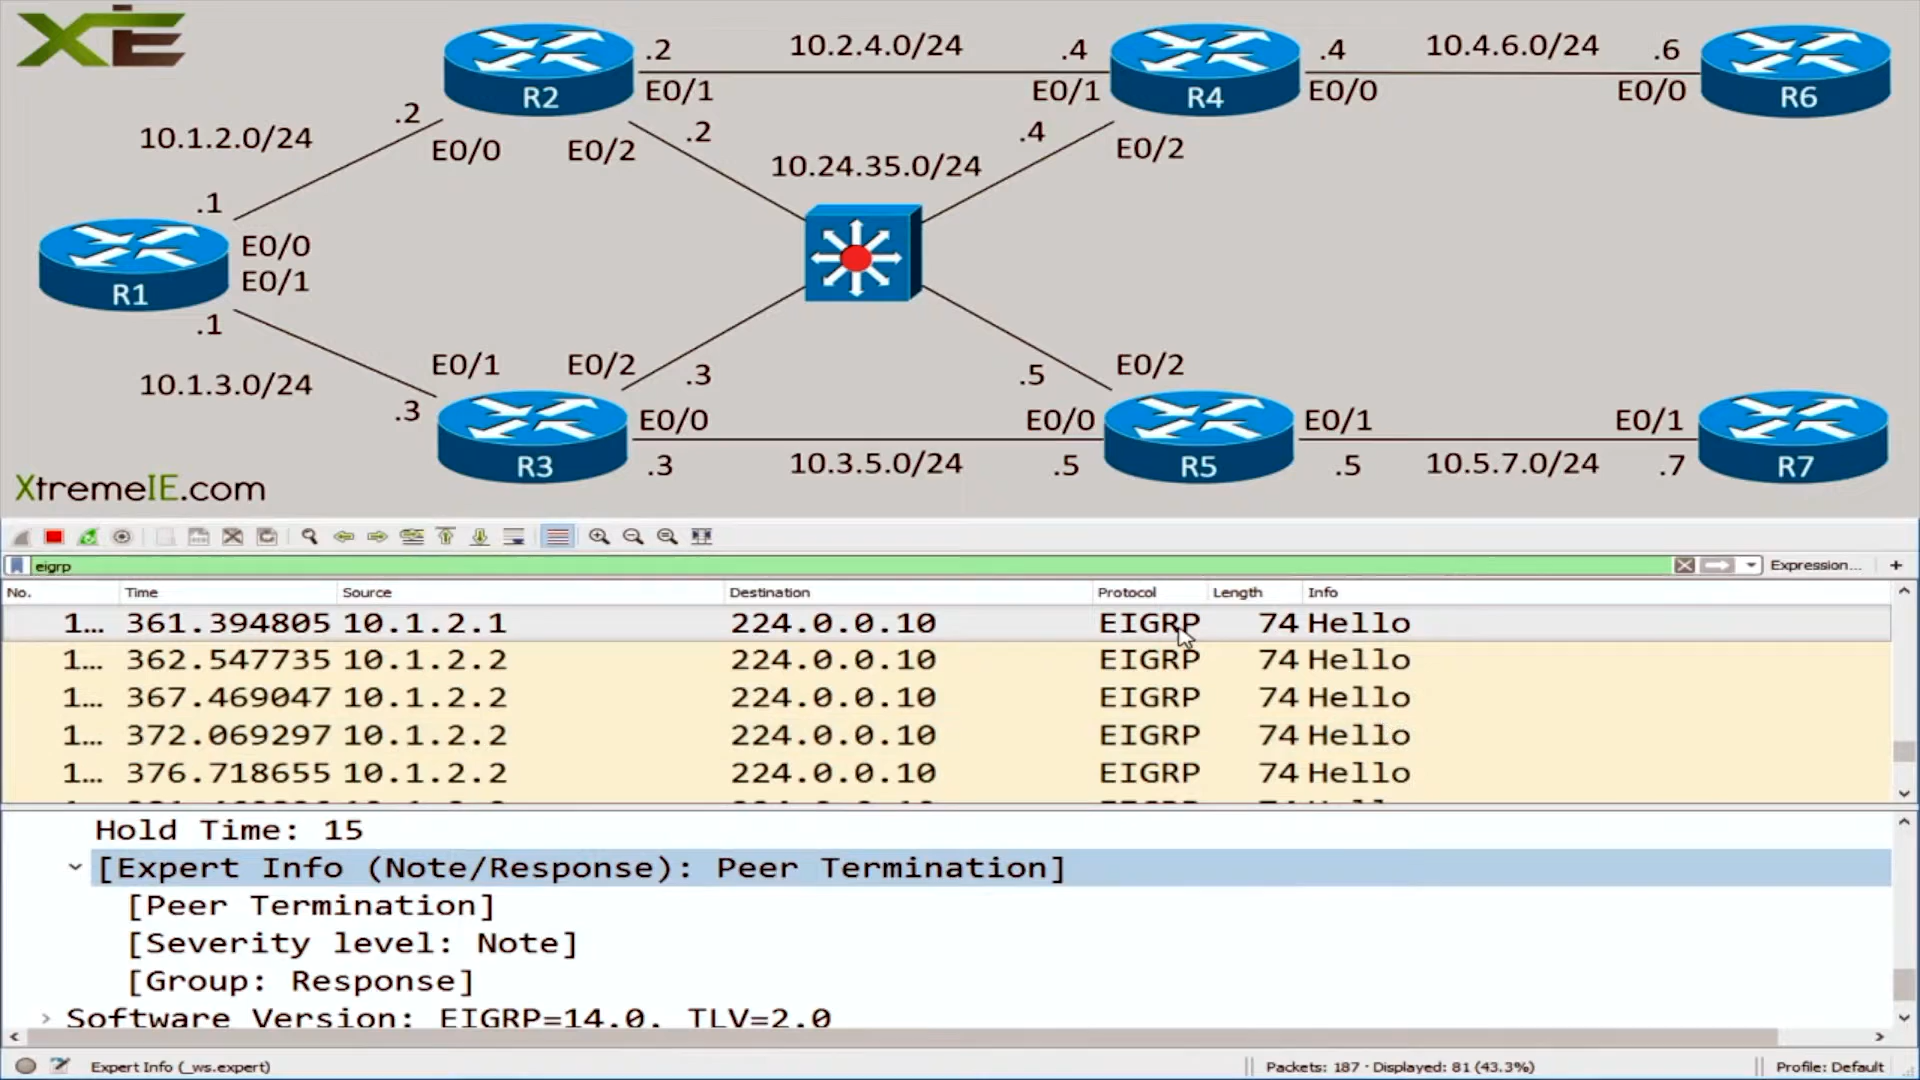 XIE
.2 10.2.4.0/24 .4 .4 10.4.6.0/24 .6
R2 E0/1 E0/1 R4 E0/0 E0/0 R6
.2 .2 .4
10.1.2.0/24 E0/0 E0/2 10.24.35.0/24 E0/2
.1
E0/0
R1 E0/1
.1
E0/1 E0/2 .3 .5 E0/2
10.1.3.0/24
.3 E0/0 E0/0 E0/1 E0/1
R3 .3 10.3.5.0/24 .5 R5 .5 10.5.7.0/24 .7 R7
XtremeIE.com
eigrp Expression... +
No. Time Source Destination Protocol Length Info
1... 361.394805 10.1.2.1 224.0.0.10 EIGRP 74 Hello
1... 362.547735 10.1.2.2 224.0.0.10 EIGRP 74 Hello
1... 367.469047 10.1.2.2 224.0.0.10 EIGRP 74 Hello
1... 372.069297 10.1.2.2 224.0.0.10 EIGRP 74 Hello
1... 376.718655 10.1.2.2 224.0.0.10 EIGRP 74 Hello
Hold Time: 15
[Expert Info (Note/Response): Peer Termination]
[Peer Termination]
[Severity level: Note]
[Group: Response]
Software Version: EIGRP=14.0, TLV=2.0
Expert Info (_ws.expert) Packets: 187 · Displayed: 81 (43.3%) Profile: Default